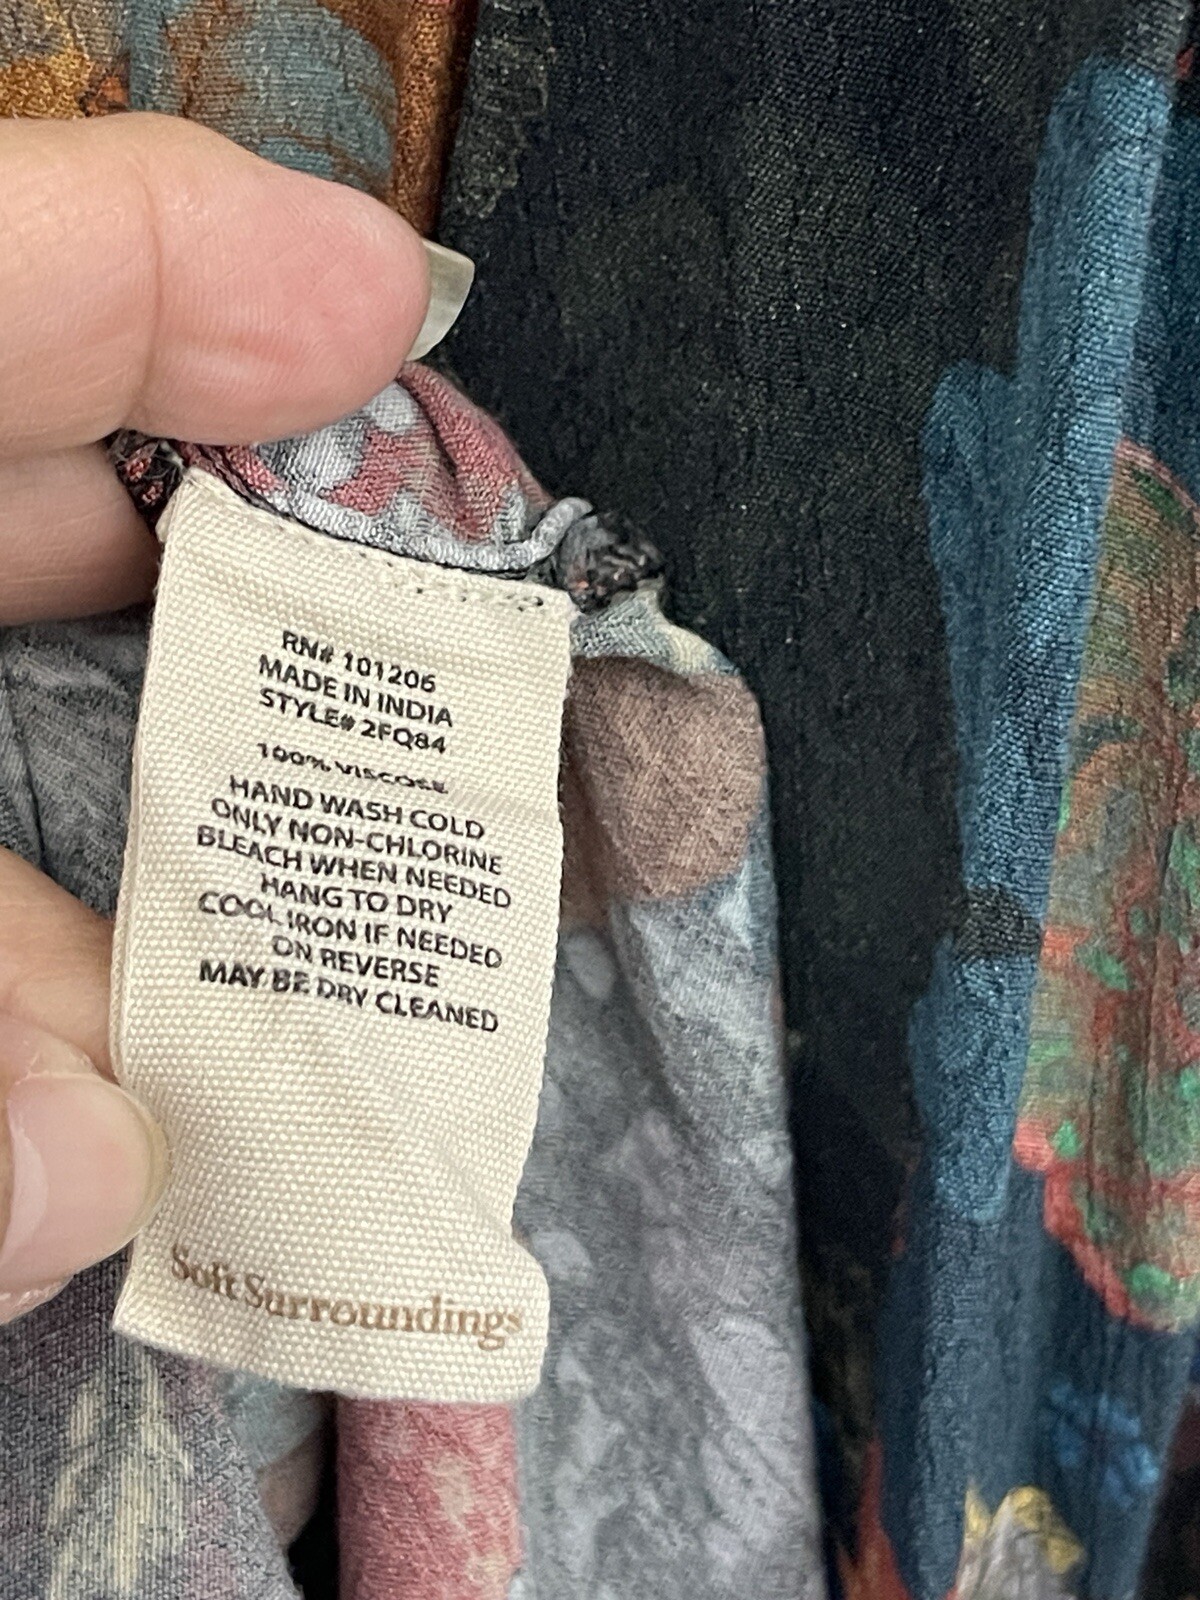 RN# 101206
MADE IN INDIA
STYLE# 2FQ84
100% VISCOSE
HAND WASH COLD
ONLY NON-CHLORINE
BLEACH WHEN NEEDED
HANG TO DRY
COOL IRON IF NEEDED
ON REVERSE
MAY BE DRY CLEANED
Soft Surroundings